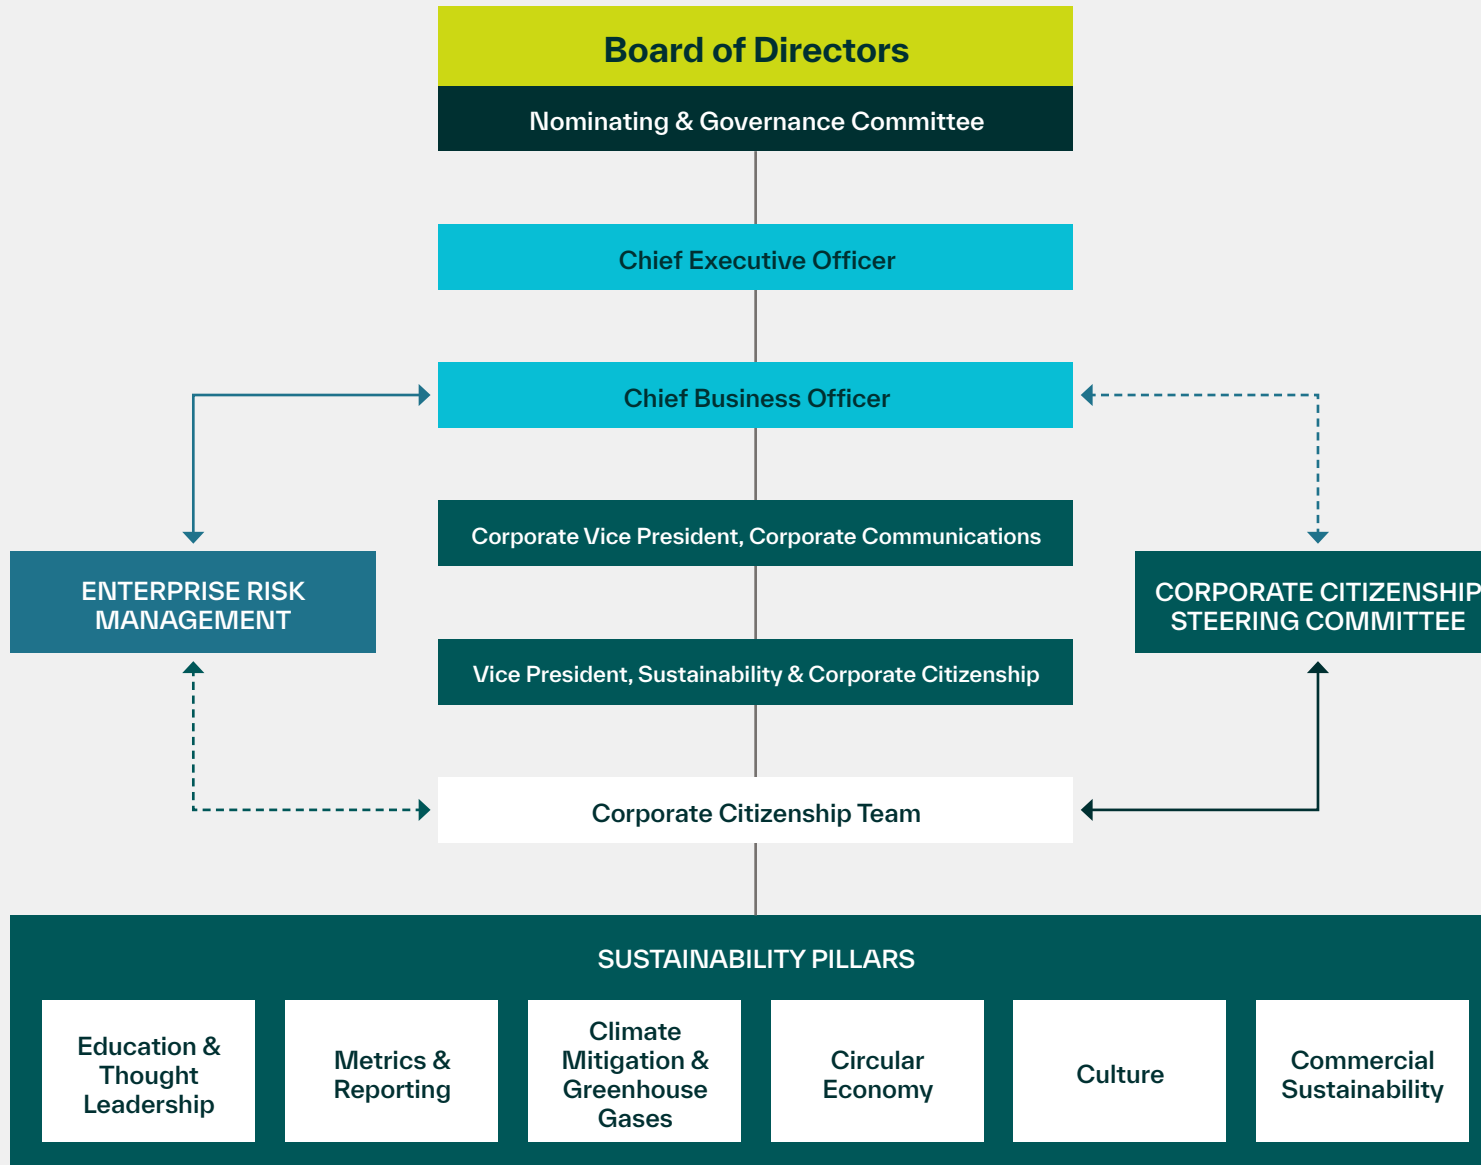 Board of Directors
Nominating & Governance Committee
Chief Executive Officer
Chief Business Officer
Corporate Vice President, Corporate Communications
ENTERPRISE RISK
MANAGEMENT
CORPORATE CITIZENSHIP
STEERING COMMITTEE
Vice President, Sustainability & Corporate Citizenship
Corporate Citizenship Team
SUSTAINABILITY PILLARS
Education &
Thought
Leadership
Metrics &
Reporting
Climate
Mitigation &
Greenhouse
Gases
Circular
Economy
Culture
Commercial
Sustainability